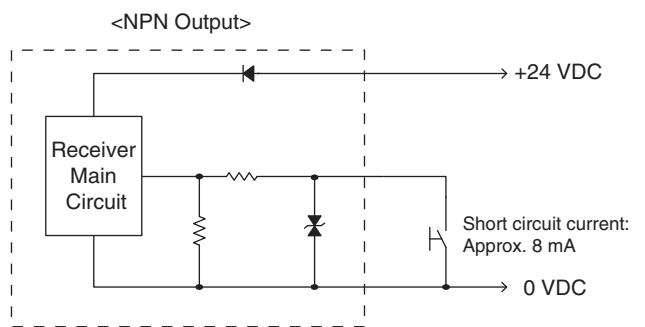 <NPN Output>
+24 VDC
Receiver
Main
Circuit
Short circuit current:
Approx. 8 mA
0 VDC